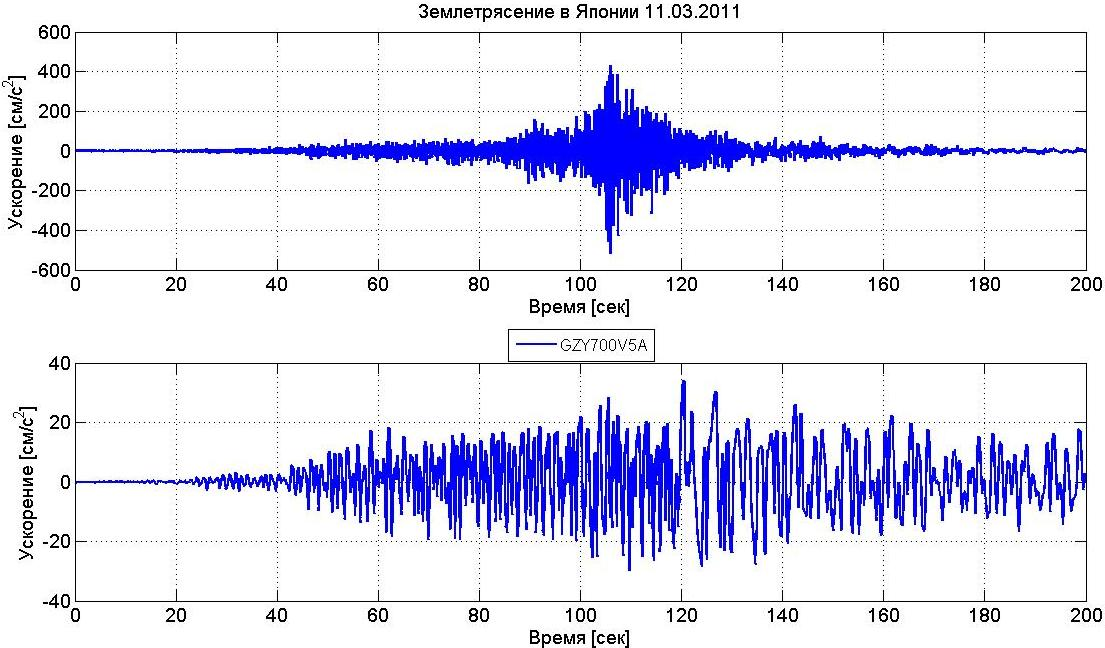 Землетрясение в Японии 11.03.2011
Ускорение [см/с²]
600
400
200
0
-200
-400
-600
0 20 40 60 80 100 120 140 160 180 200
Время [сек]
GZY700V5A
Ускорение [см/с²]
40
20
0
-20
-40
0 20 40 60 80 100 120 140 160 180 200
Время [сек]